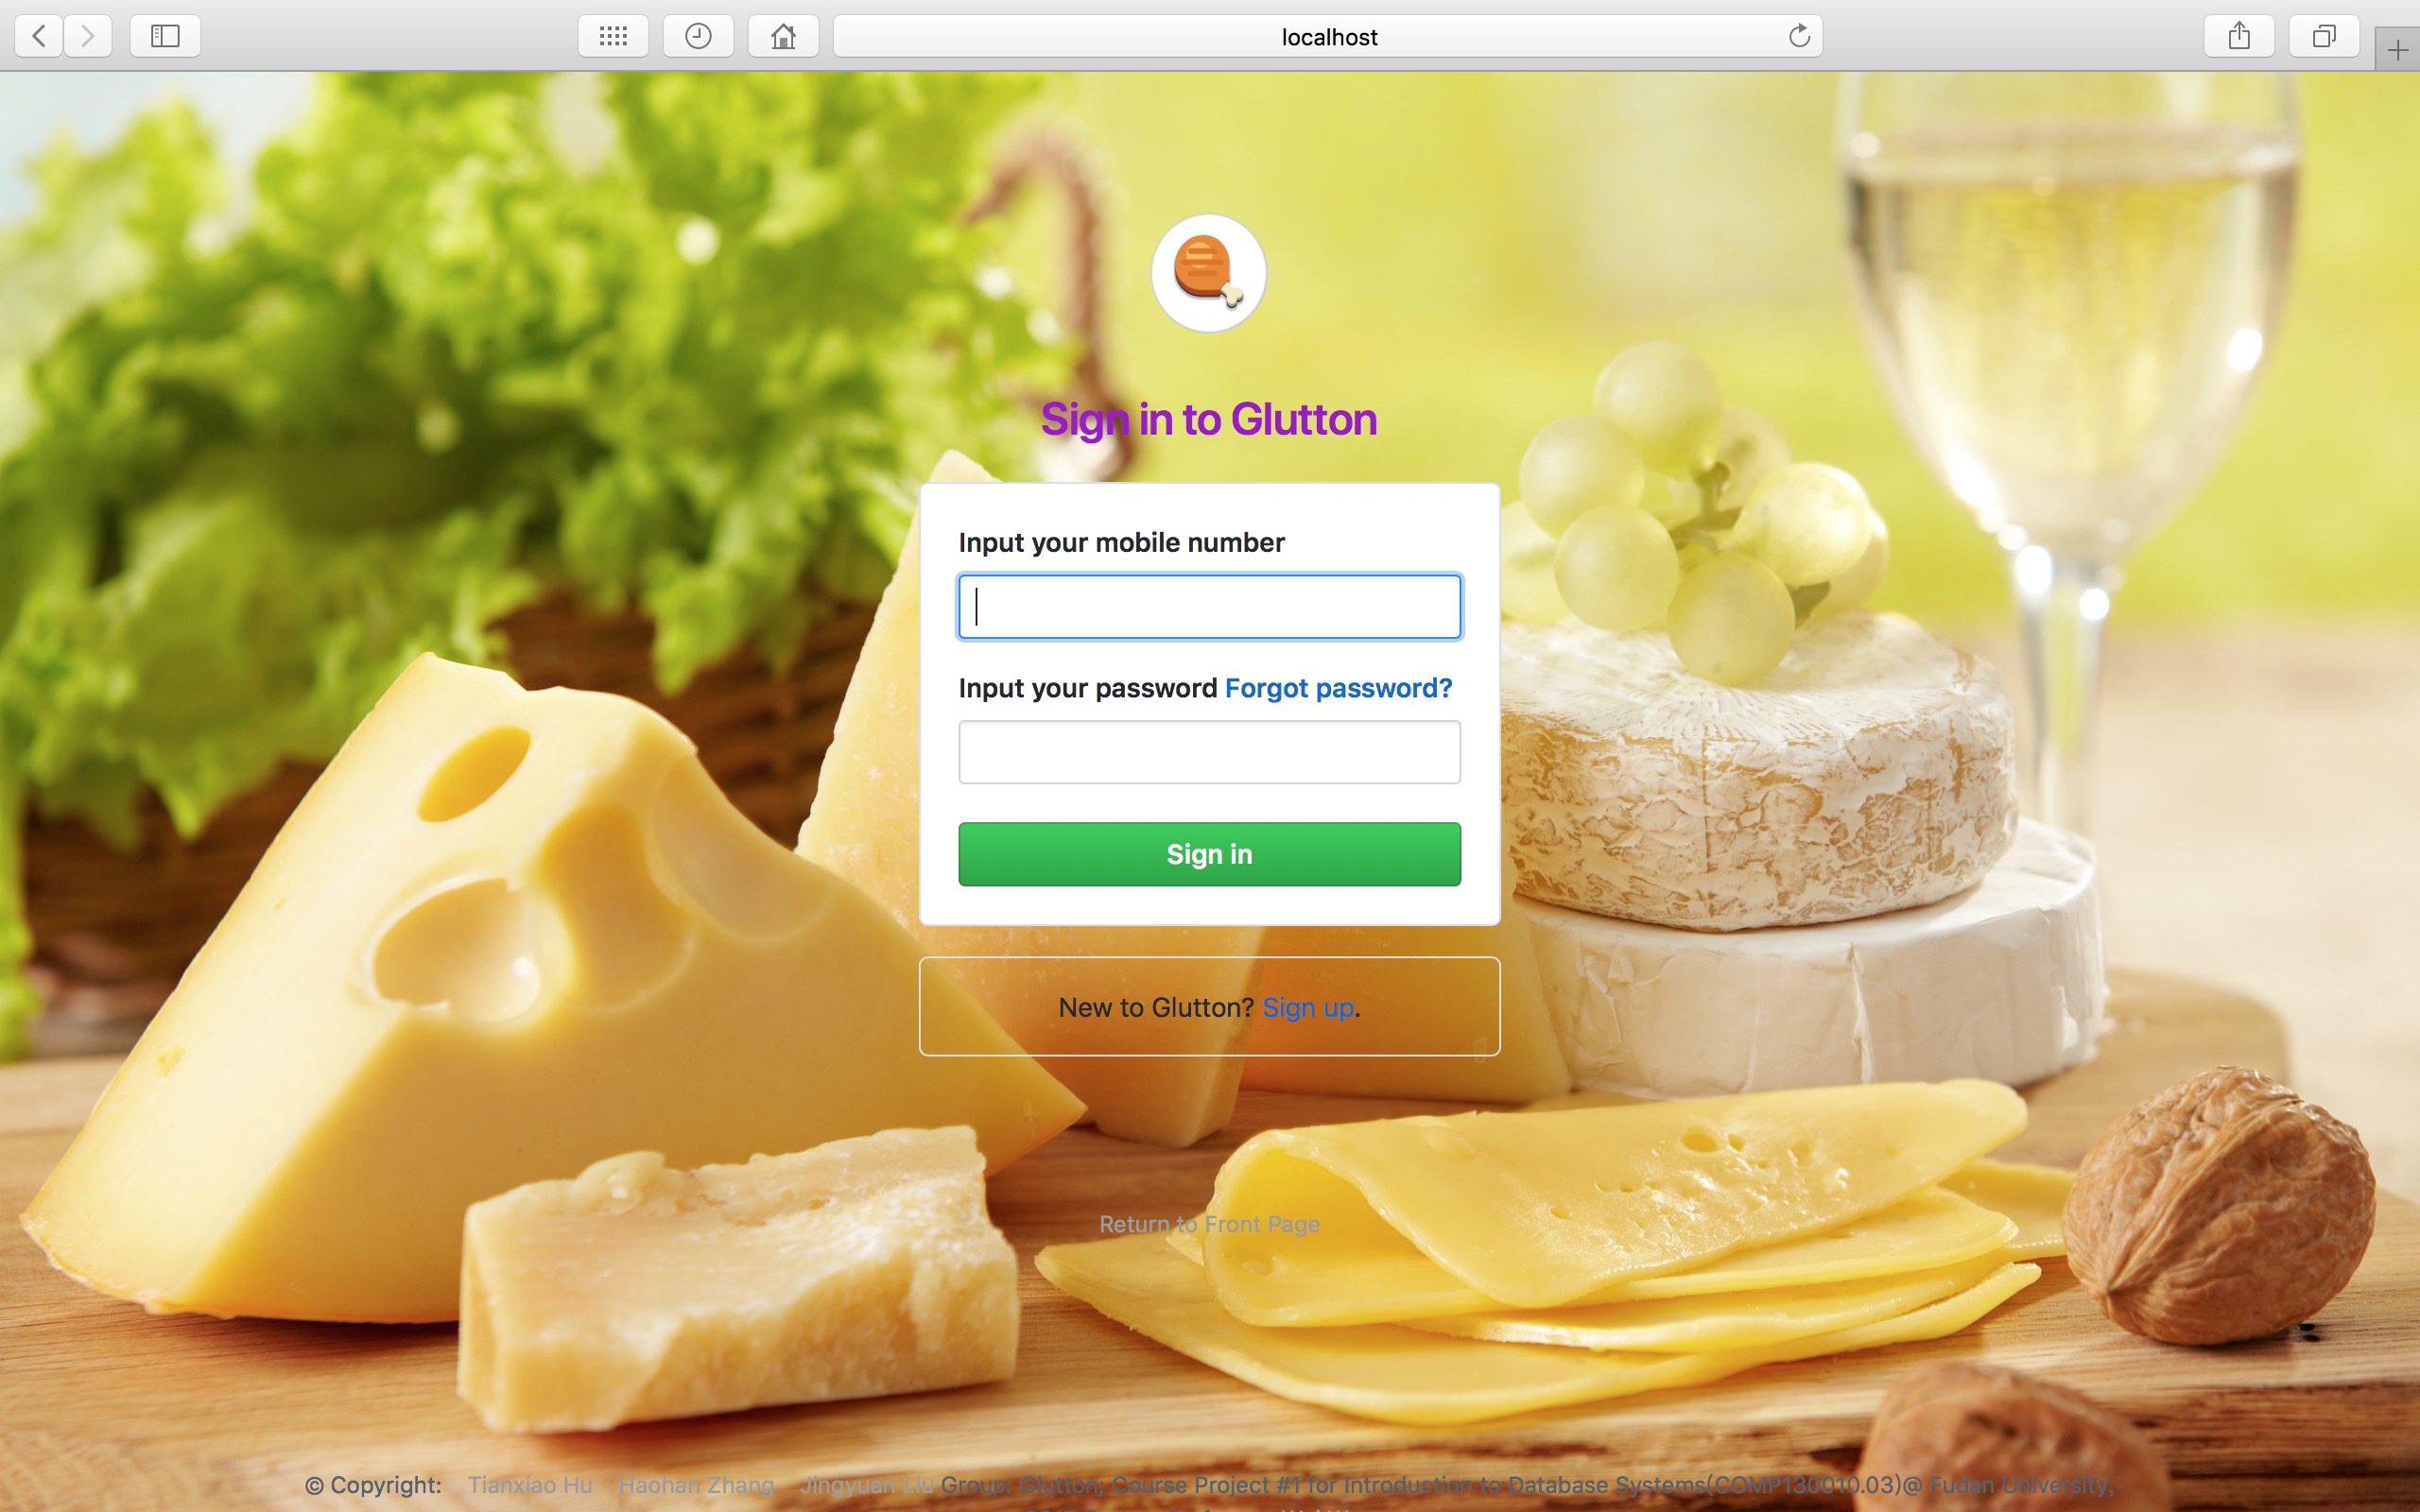 localhost
Sign in to Glutton
Input your mobile number
Input your password Forgot password?
Sign in
New to Glutton? Sign up.
Return to Front Page
© Copyright: Tianxiao Hu Haohan Zhang Jingyuan Liu Group: Glutton; Course Project #1 for Introduction to Database Systems(COMP130010.03)@ Fudan University,